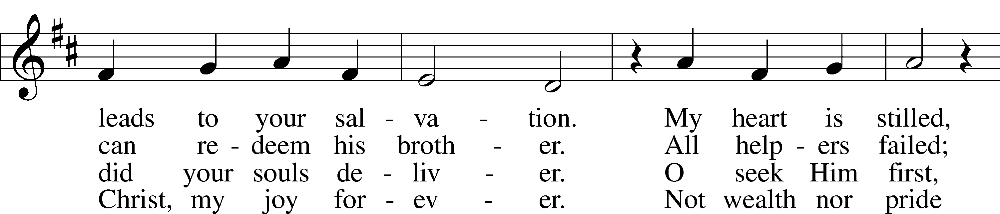 leads to your sal - va - tion. My heart is stilled,
can re - deem his broth - er. All help - ers failed;
did your souls de - liv - er. O seek Him first,
Christ, my joy for - ev - er. Not wealth nor pride